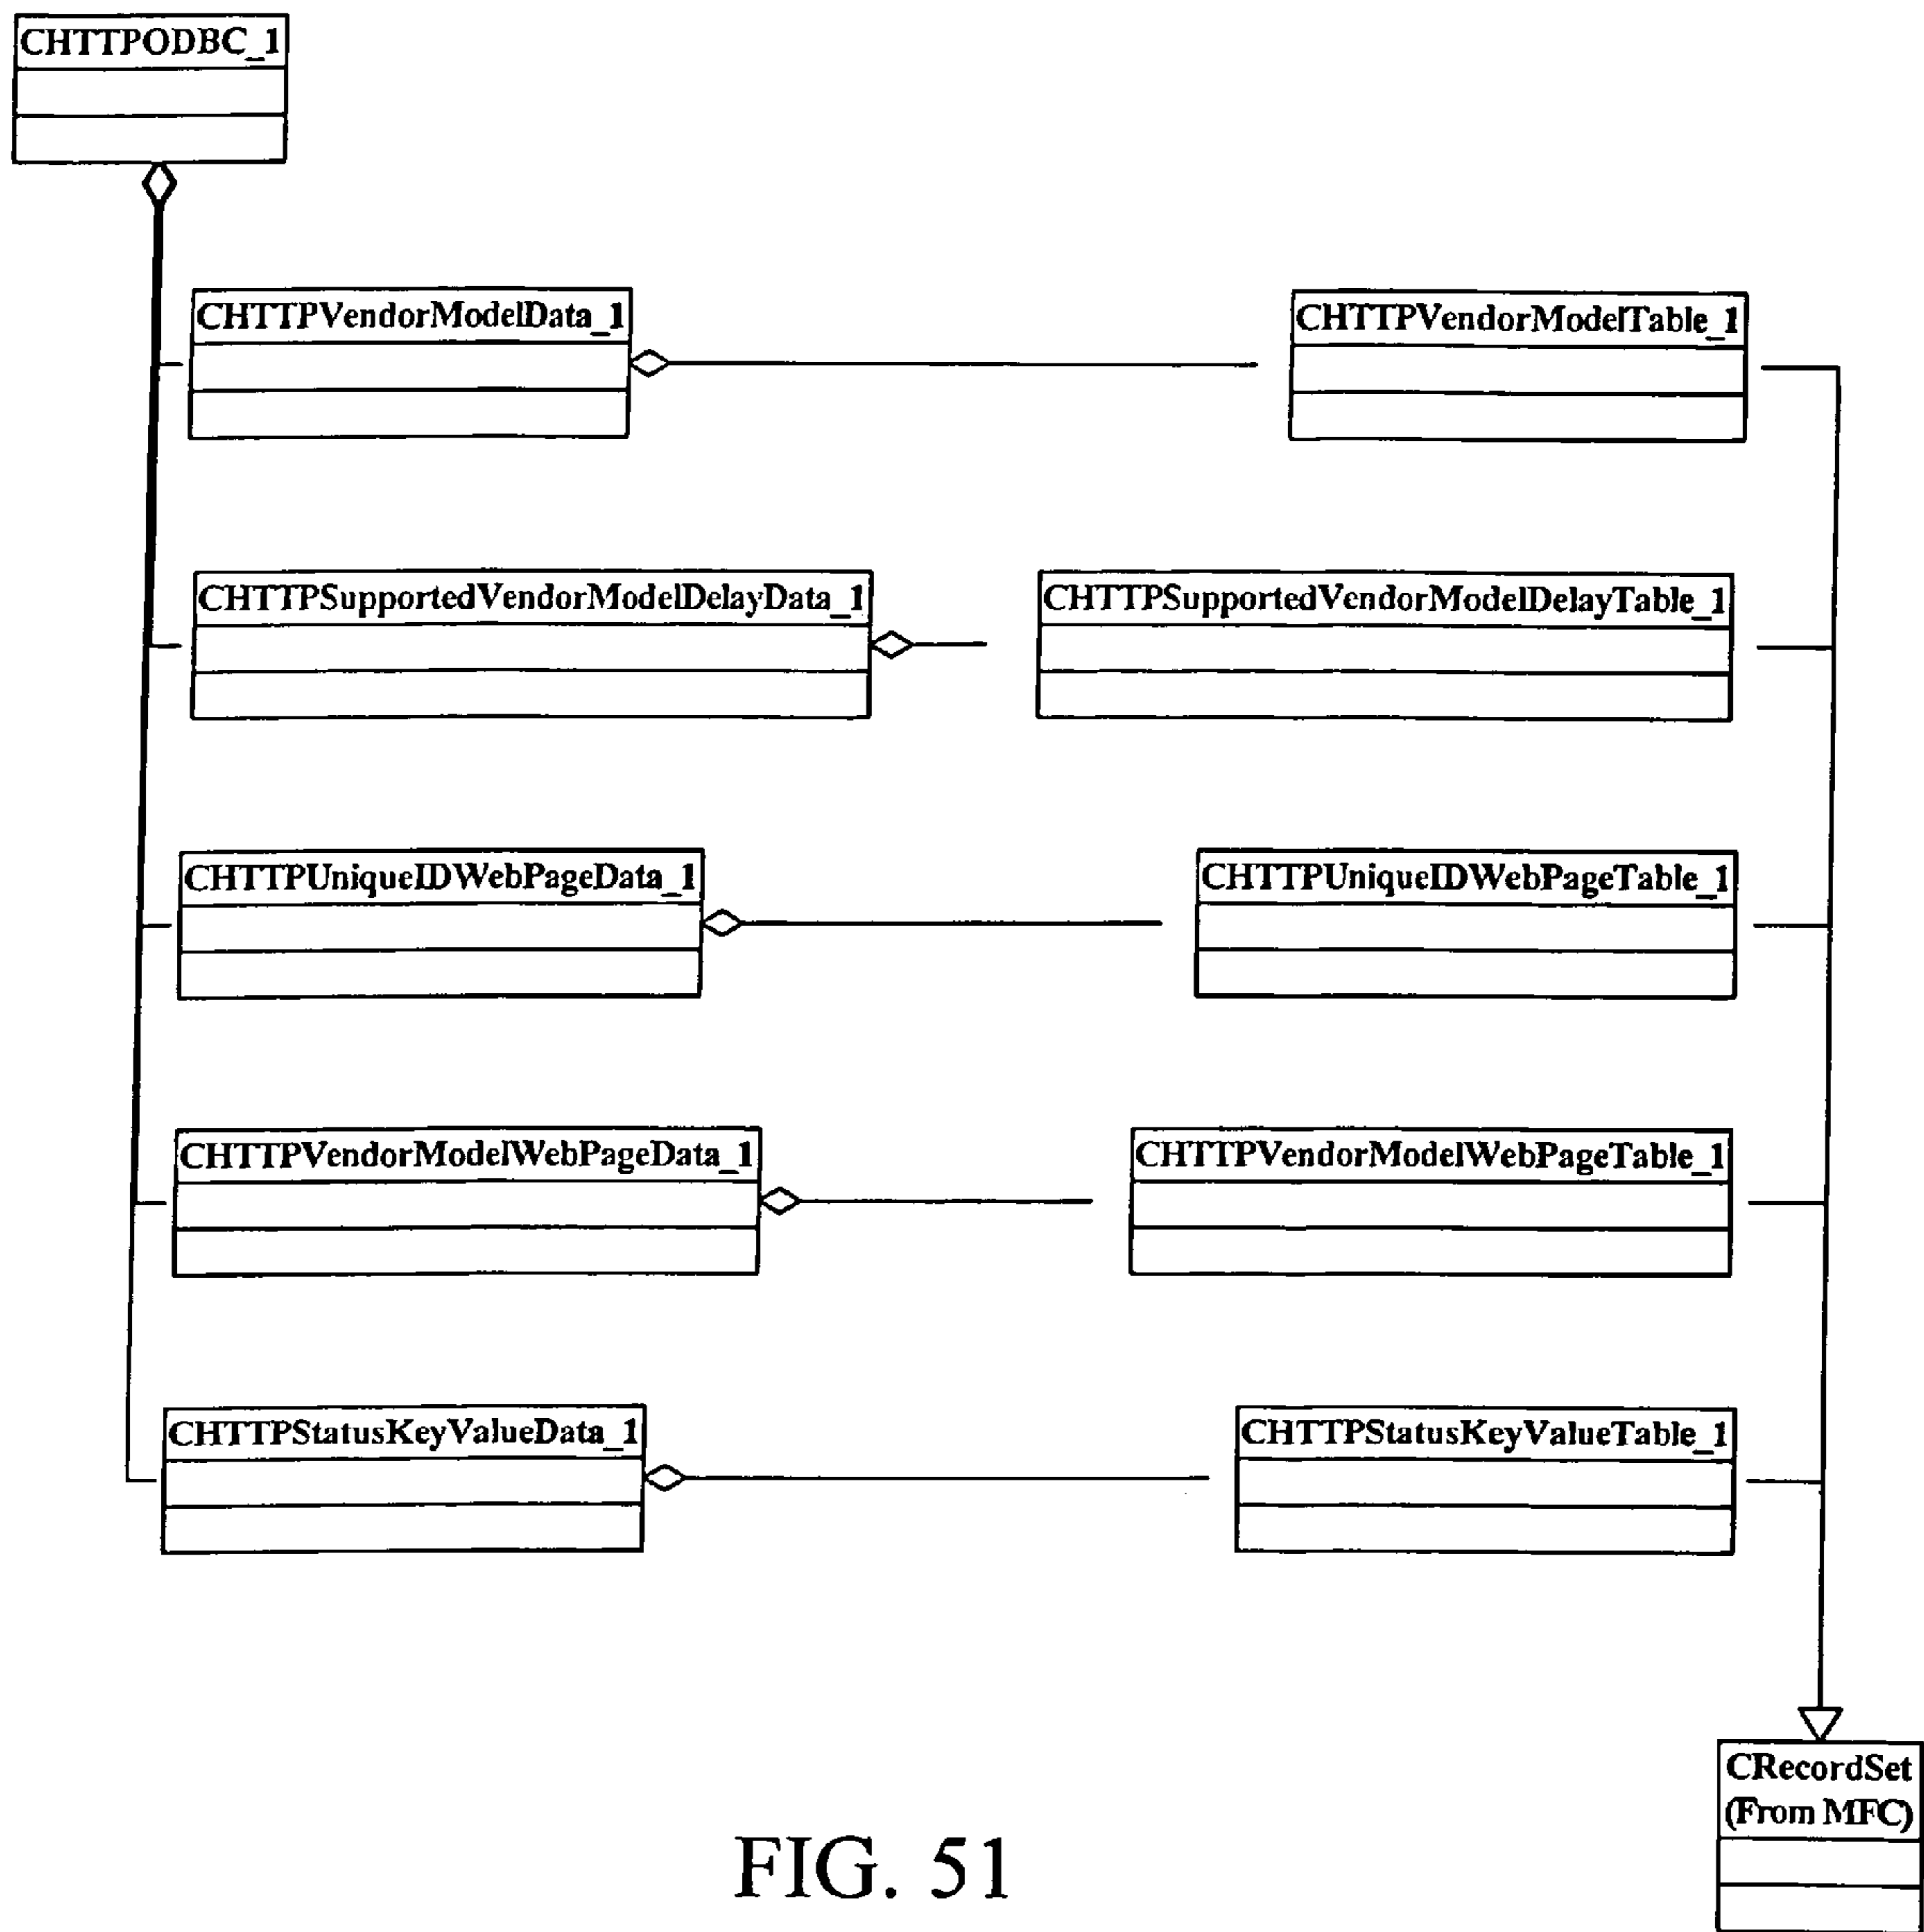 CHTTPODBC_1
CHTTPVendorModelData_1
CHTTPVendorModelTable_1
CHTTPSupportedVendorModelDelayData_1
CHTTPSupportedVendorModelDelayTable_1
CHTTPUniqueIDWebPageData_1
CHTTPUniqueIDWebPageTable_1
CHTTPVendorModelWebPageData_1
CHTTPVendorModelWebPageTable_1
CHTTPStatusKeyValueData_1
CHTTPStatusKeyValueTable_1
CRecordSet
(From MFC)
FIG. 51